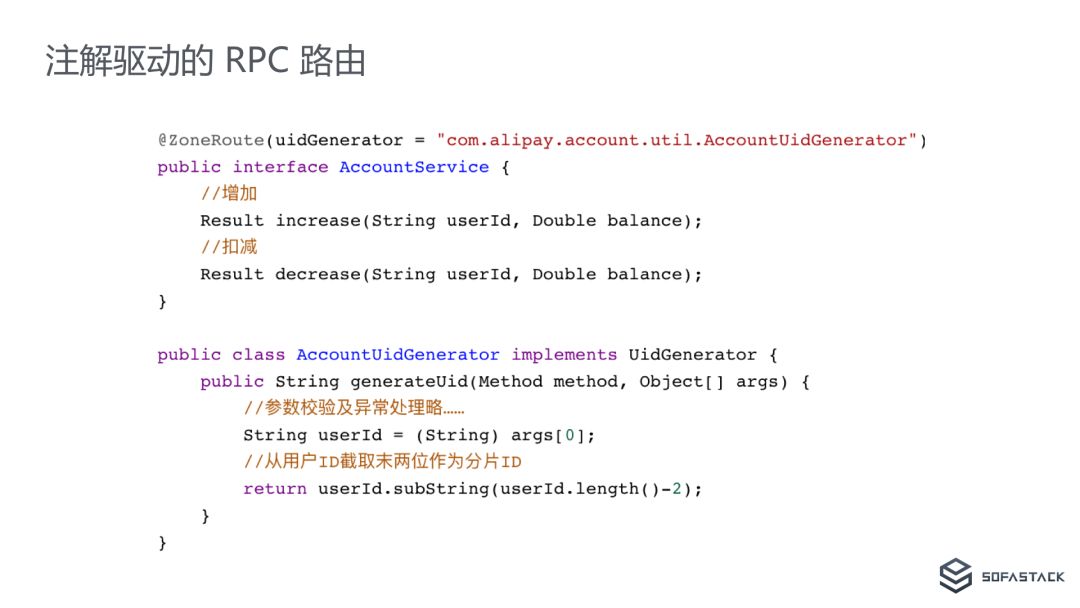 注解驱动的 RPC 路由
@ZoneRoute(uidGenerator = "com.alipay.account.util.AccountUidGenerator")
public interface AccountService {
    //增加
    Result increase(String userId, Double balance);
    //扣减
    Result decrease(String userId, Double balance);
}
public class AccountUidGenerator implements UidGenerator {
    public String generateUid(Method method, Object[] args) {
        //参数校验及异常处理略……
        String userId = (String) args[0];
        //从用户ID截取末两位作为分片ID
        return userId.subString(userId.length()-2);
    }
}
SOFASTACK